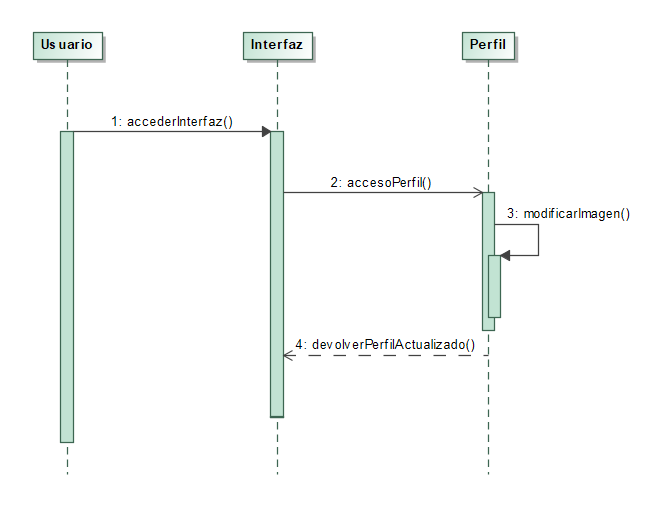 Usuario
Interfaz
Perfil
1: accederInterfaz()
2: accesoPerfil()
3: modificarImagen()
4: devolverPerfilActualizado()